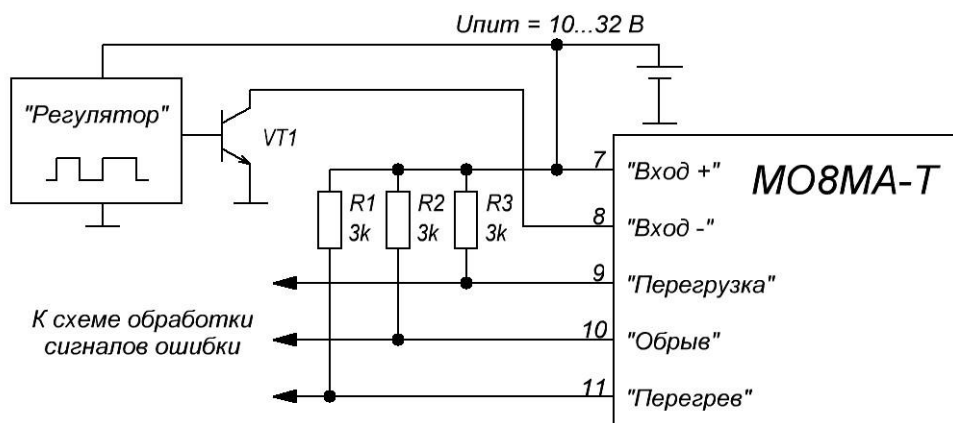 Uпит = 10...32 В
"Регулятор"
VT1
7
"Вход +"
МО8МА-Т
R1
3k
R2
3k
R3
3k
8
"Вход -"
9
"Перегрузка"
К схеме обработки
сигналов ошибки
10
"Обрыв"
11
"Перегрев"